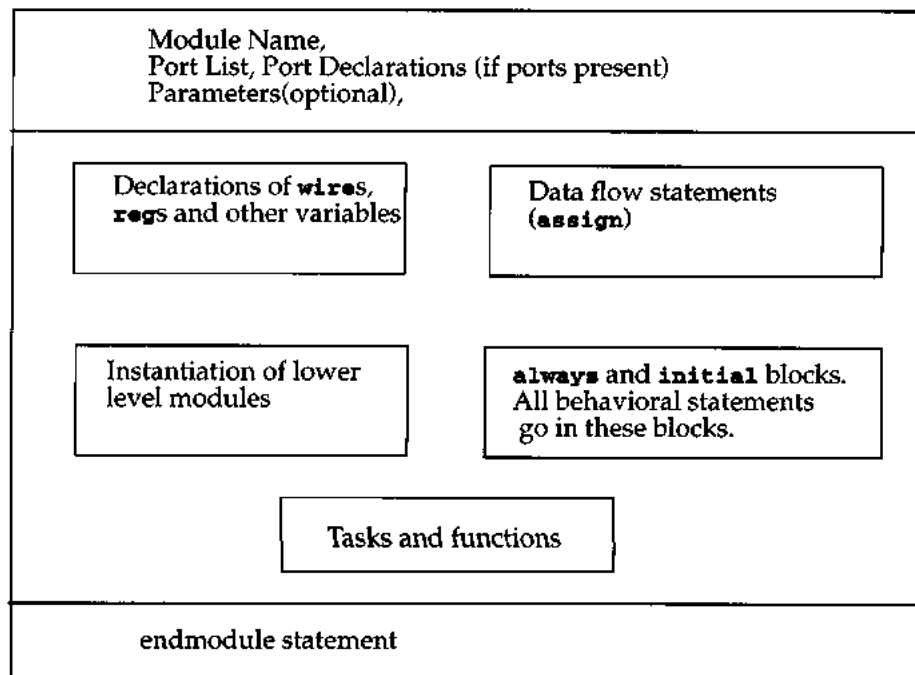 Module Name,
Port List, Port Declarations (if ports present)
Parameters(optional),
Declarations of wires,
regs and other variables
Data flow statements
(assign)
Instantiation of lower
level modules
always and initial blocks.
All behavioral statements
go in these blocks.
Tasks and functions
endmodule statement